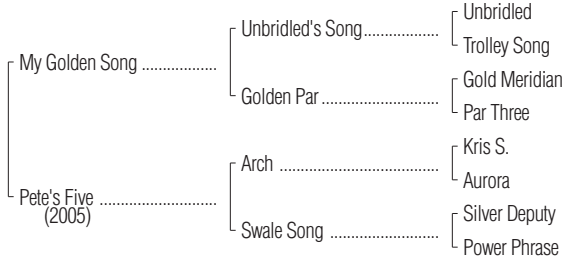 Unbridled
Unbridled's Song..................
Trolley Song
My Golden Song ..................
Gold Meridian
Golden Par............................
Par Three
Kris S.
Arch ......................................
Aurora
Pete's Five ............................
(2005)
Silver Deputy
Swale Song ..........................
Power Phrase